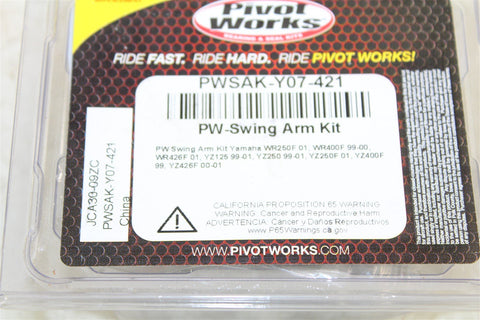 Pivot
Works
BEARING & SEAL KITS
RIDE FAST. RIDE HARD. RIDE PIVOT WORKS!
PWSAK-Y07-421
PW-Swing Arm Kit
PW Swing Arm Kit Yamaha WR250F 01, WR400F 99-00,
WR426F 01, YZ125 99-01, YZ250 99-01, YZ250F 01, YZ400F
99, YZ426F 00-01
CALIFORNIA PROPOSITION 65 WARNING
WARNING: Cancer and Reproductive Harm
ADVERTENCIA: Cancer y Daños Reproductivos
www.P65Warnings.ca.gov
WWW.PIVOTWORKS.COM
JCA30-09ZC
PWSAK-Y07-421
China